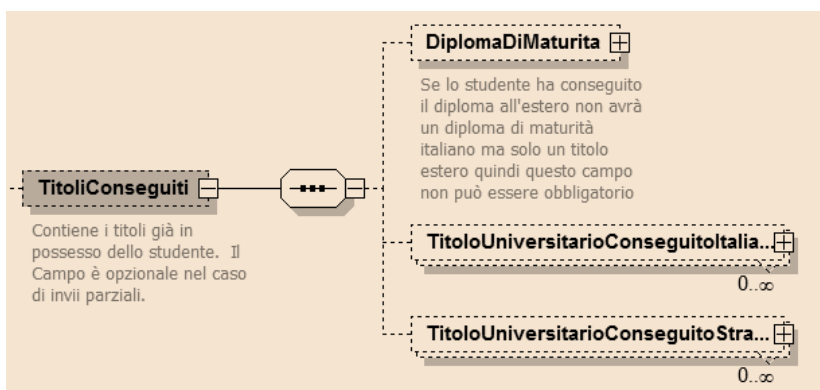 DiplomaDiMaturita
Se lo studente ha conseguito
il diploma all'estero non avrà
un diploma di maturità
italiano ma solo un titolo
estero quindi questo campo
non può essere obbligatorio
TitoliConseguiti
Contiene i titoli già in
possesso dello studente. Il
Campo è opzionale nel caso
di invii parziali.
TitoloUniversitarioConseguitoItalia...
0..∞
TitoloUniversitarioConseguitoStra...
0..∞